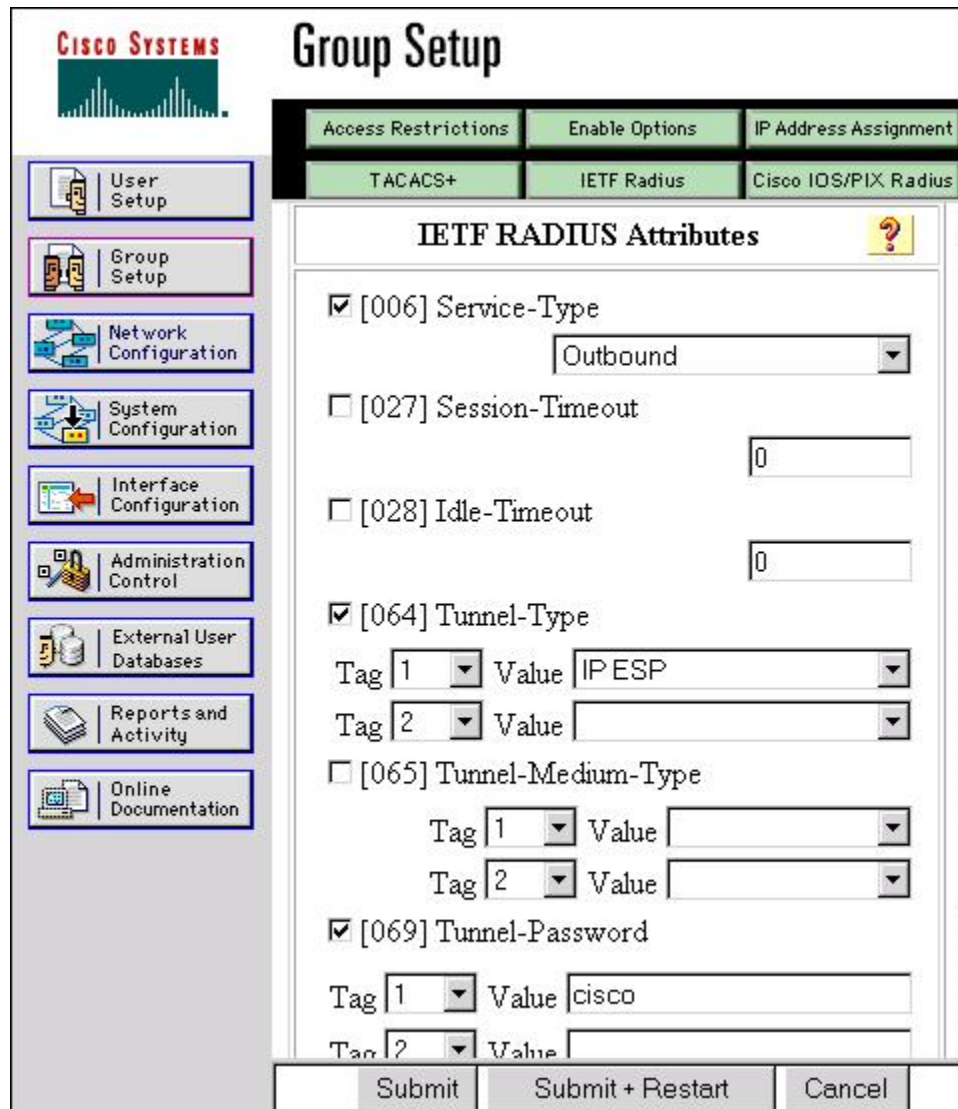 CISCO SYSTEMS
Group Setup
Access Restrictions
Enable Options
IP Address Assignment
TACACS+
IETF Radius
Cisco IOS/PIX Radius
User
Setup
Group
Setup
Network
Configuration
System
Configuration
Interface
Configuration
Administration
Control
External User
Databases
Reports and
Activity
Online
Documentation
IETF RADIUS Attributes
?
[006] Service-Type
Outbound
[027] Session-Timeout
0
[028] Idle-Timeout
0
[064] Tunnel-Type
Tag 1 Value IP ESP
Tag 2 Value
[065] Tunnel-Medium-Type
Tag 1 Value
Tag 2 Value
[069] Tunnel-Password
Tag 1 Value cisco
Tag 2 Value
Submit
Submit + Restart
Cancel